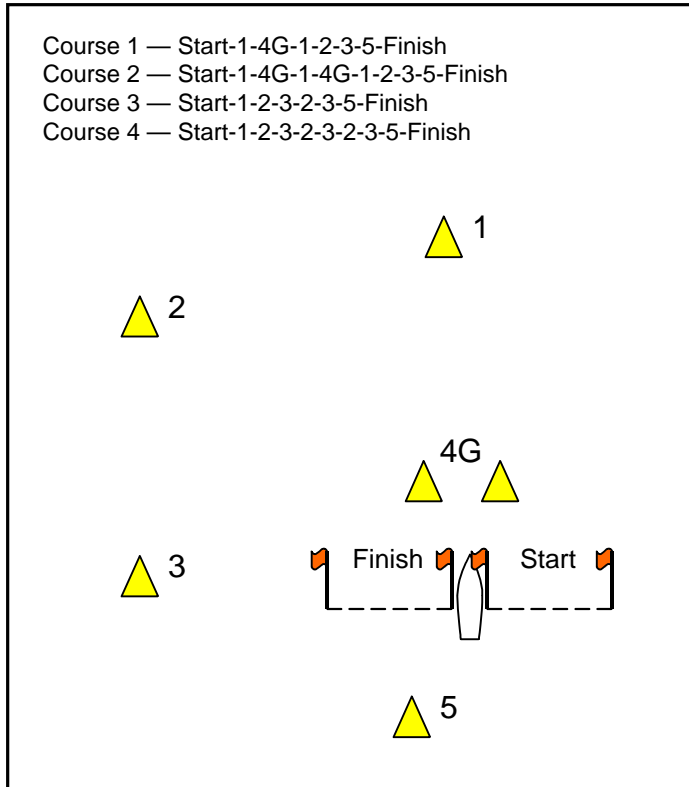 Course 1 — Start-1-4G-1-2-3-5-Finish
Course 2 — Start-1-4G-1-4G-1-2-3-5-Finish
Course 3 — Start-1-2-3-2-3-5-Finish
Course 4 — Start-1-2-3-2-3-2-3-5-Finish
1
2
4G
3
Finish
Start
5